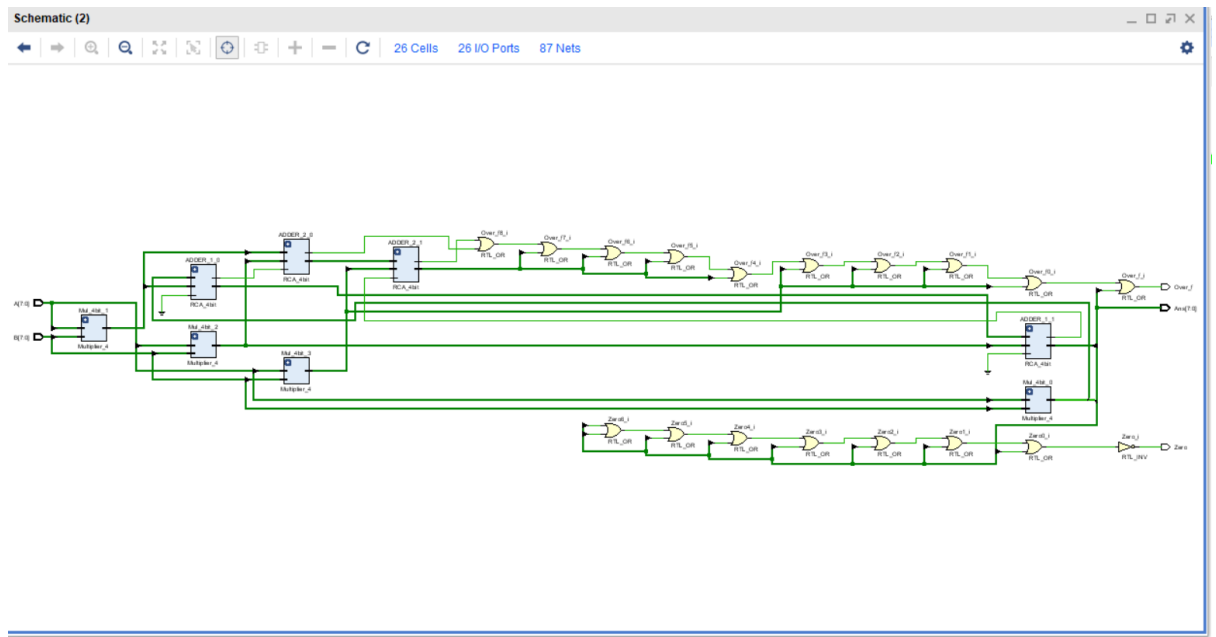 Schematic (2)
26 Cells 26 I/O Ports 87 Nets
ADDER_2_0
RCA_4bit
ADDER_2_1
RCA_4bit
ADDER_1_0
RCA_4bit
Over_f8_i
RTL_OR
Over_f7_i
RTL_OR
Over_f6_i
RTL_OR
Over_f5_i
RTL_OR
Over_f4_i
RTL_OR
Over_f3_i
RTL_OR
Over_f2_i
RTL_OR
Over_f1_i
RTL_OR
Over_f0_i
RTL_OR
Over_f_i
RTL_OR
Over_f
A[7:0]
B[7:0]
Ans[7:0]
Mul_4bit_1
Multiplier_4
Mul_4bit_2
Multiplier_4
Mul_4bit_3
Multiplier_4
ADDER_1_1
RCA_4bit
Mul_4bit_0
Multiplier_4
Zero6_i
RTL_OR
Zero5_i
RTL_OR
Zero4_i
RTL_OR
Zero3_i
RTL_OR
Zero2_i
RTL_OR
Zero1_i
RTL_OR
Zero0_i
RTL_OR
Zero_i
RTL_INV
Zero